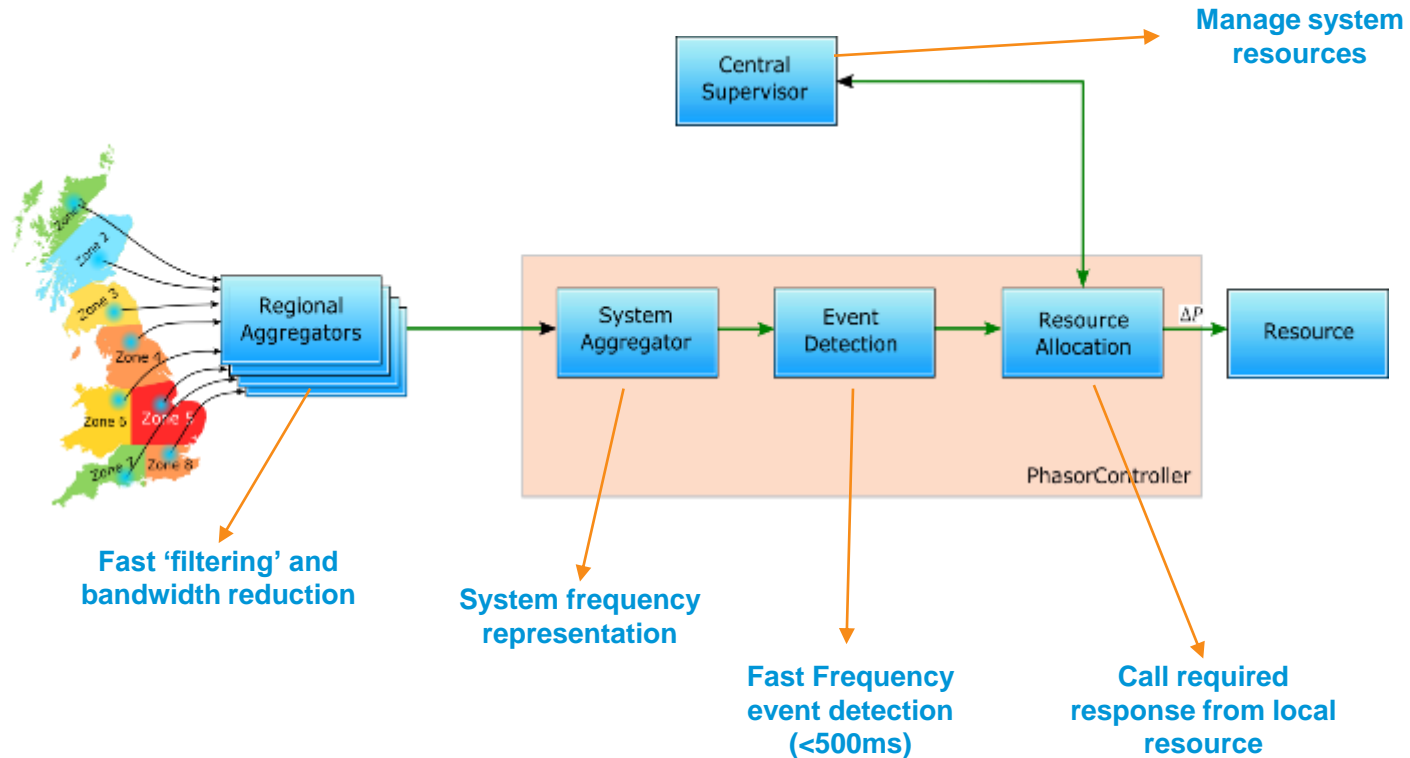 Manage system
resources
Central
Supervisor
Zone 1
Zone 2
Zone 3
Zone 4
Zone 6
Zone 5
Zone 7
Zone 8
Regional
Aggregators
System
Aggregator
Event
Detection
Resource
Allocation
ΔP
Resource
PhasorController
Fast ‘filtering’ and
bandwidth reduction
System frequency
representation
Fast Frequency
event detection
(<500ms)
Call required
response from local
resource